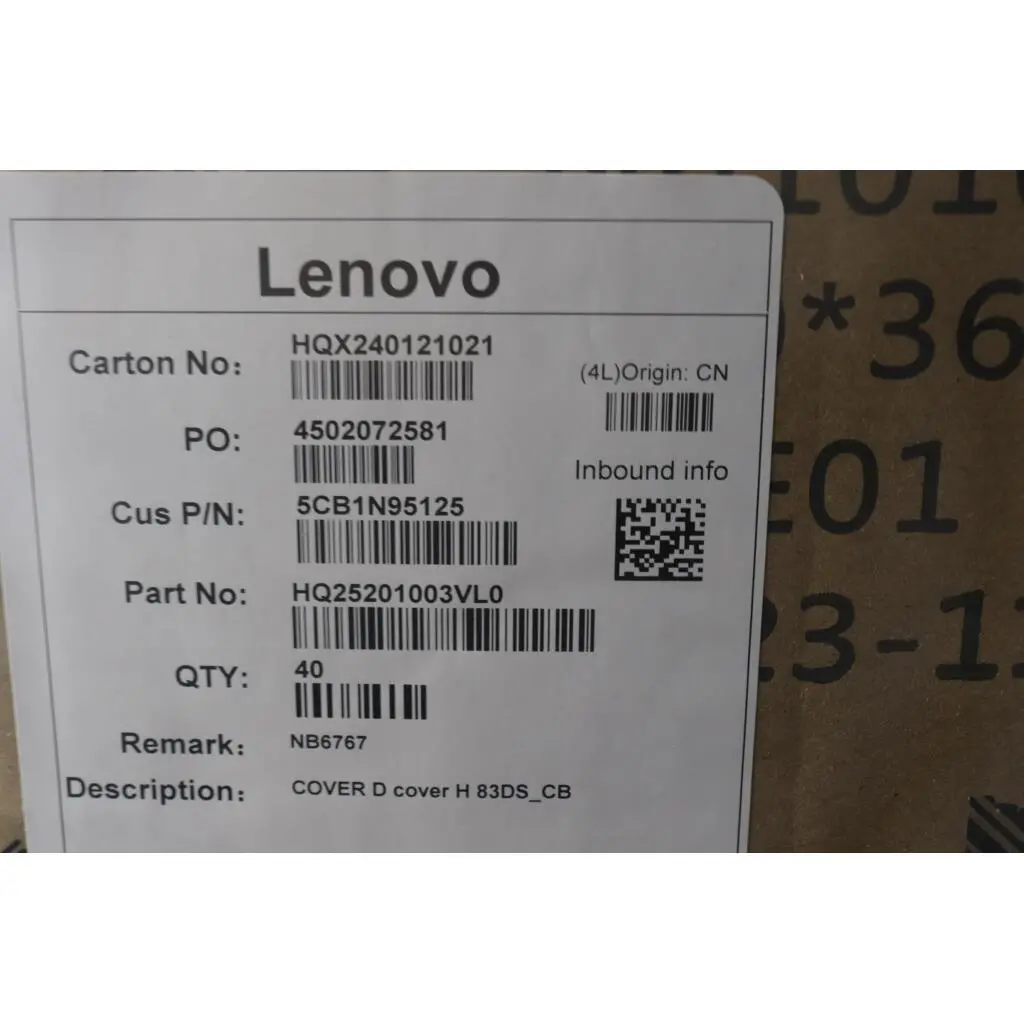 Lenovo
Carton No: HQX240121021
(4L)Origin: CN
PO: 4502072581
Inbound info
Cus P/N: 5CB1N95125
Part No: HQ25201003VL0
QTY: 40
Remark: NB6767
Description: COVER D cover H 83DS_CB
*36
E01
3-1